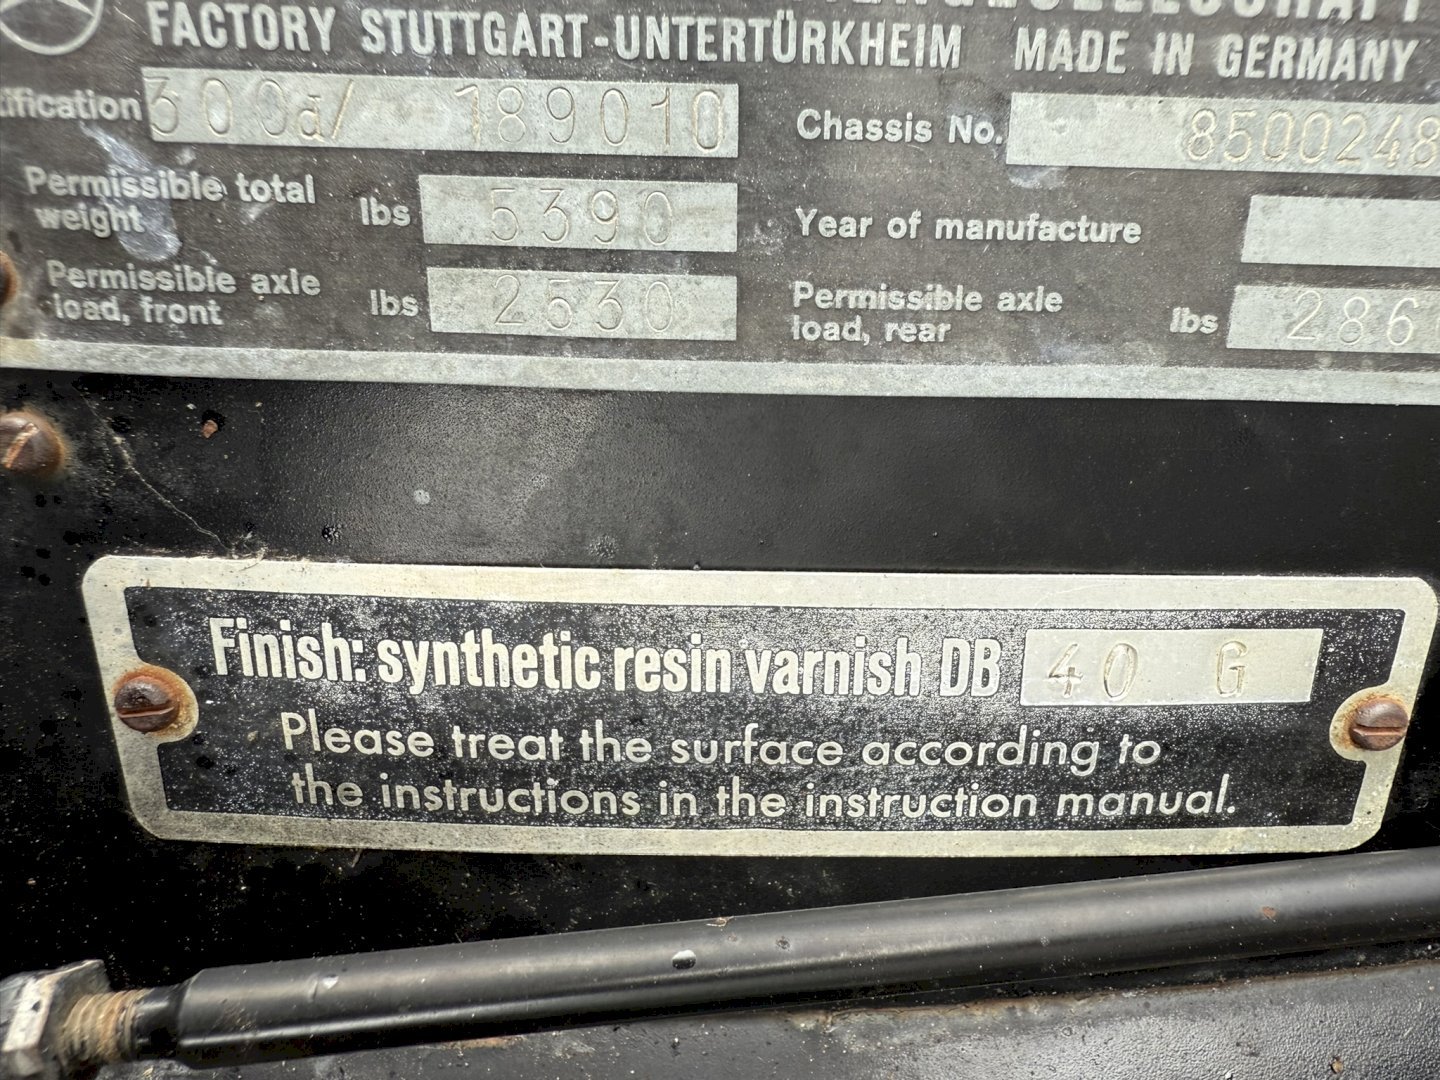 FACTORY STUTTGART-UNTERTÜRKHEIM MADE IN GERMANY
300d/ 189010
Chassis No. 8500248
Permissible total
weight lbs 5390
Year of manufacture
Permissible axle
load, front lbs 2530
Permissible axle
load, rear lbs 286
Finish: synthetic resin varnish DB 40 G
Please treat the surface according to
the instructions in the instruction manual.